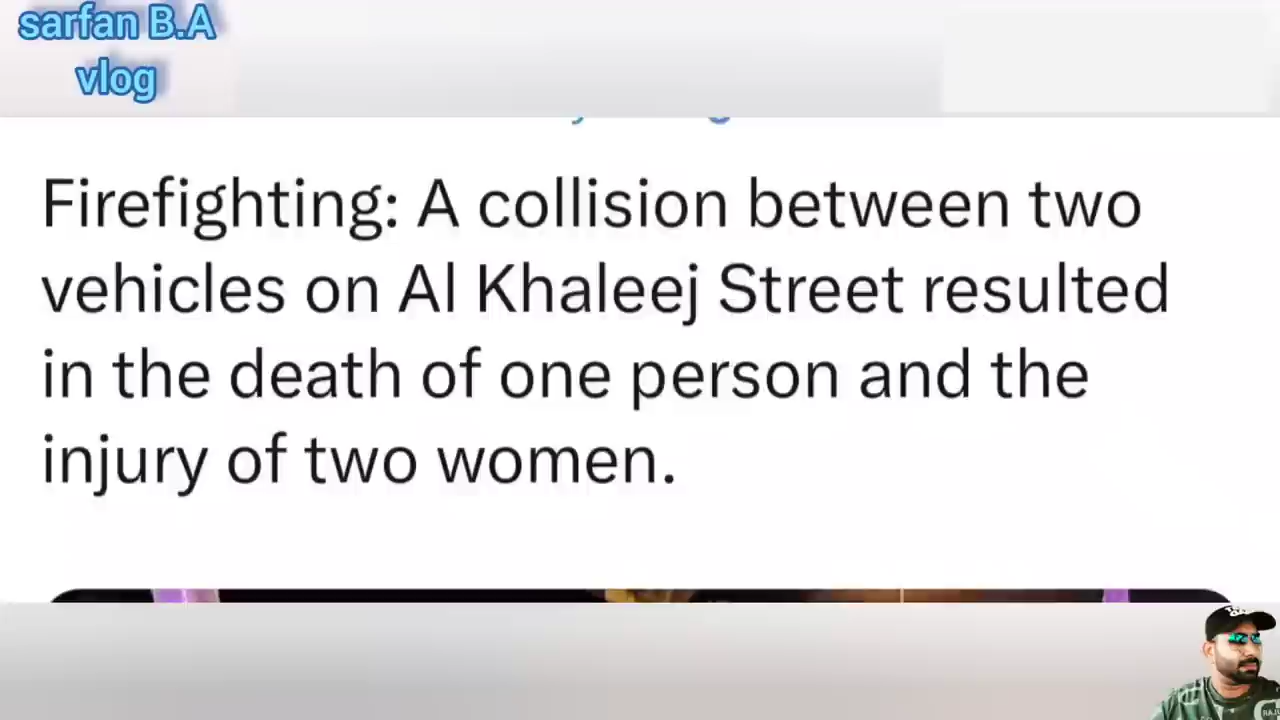 sarfan B.A
vlog
Firefighting: A collision between two
vehicles on Al Khaleej Street resulted
in the death of one person and the
injury of two women.